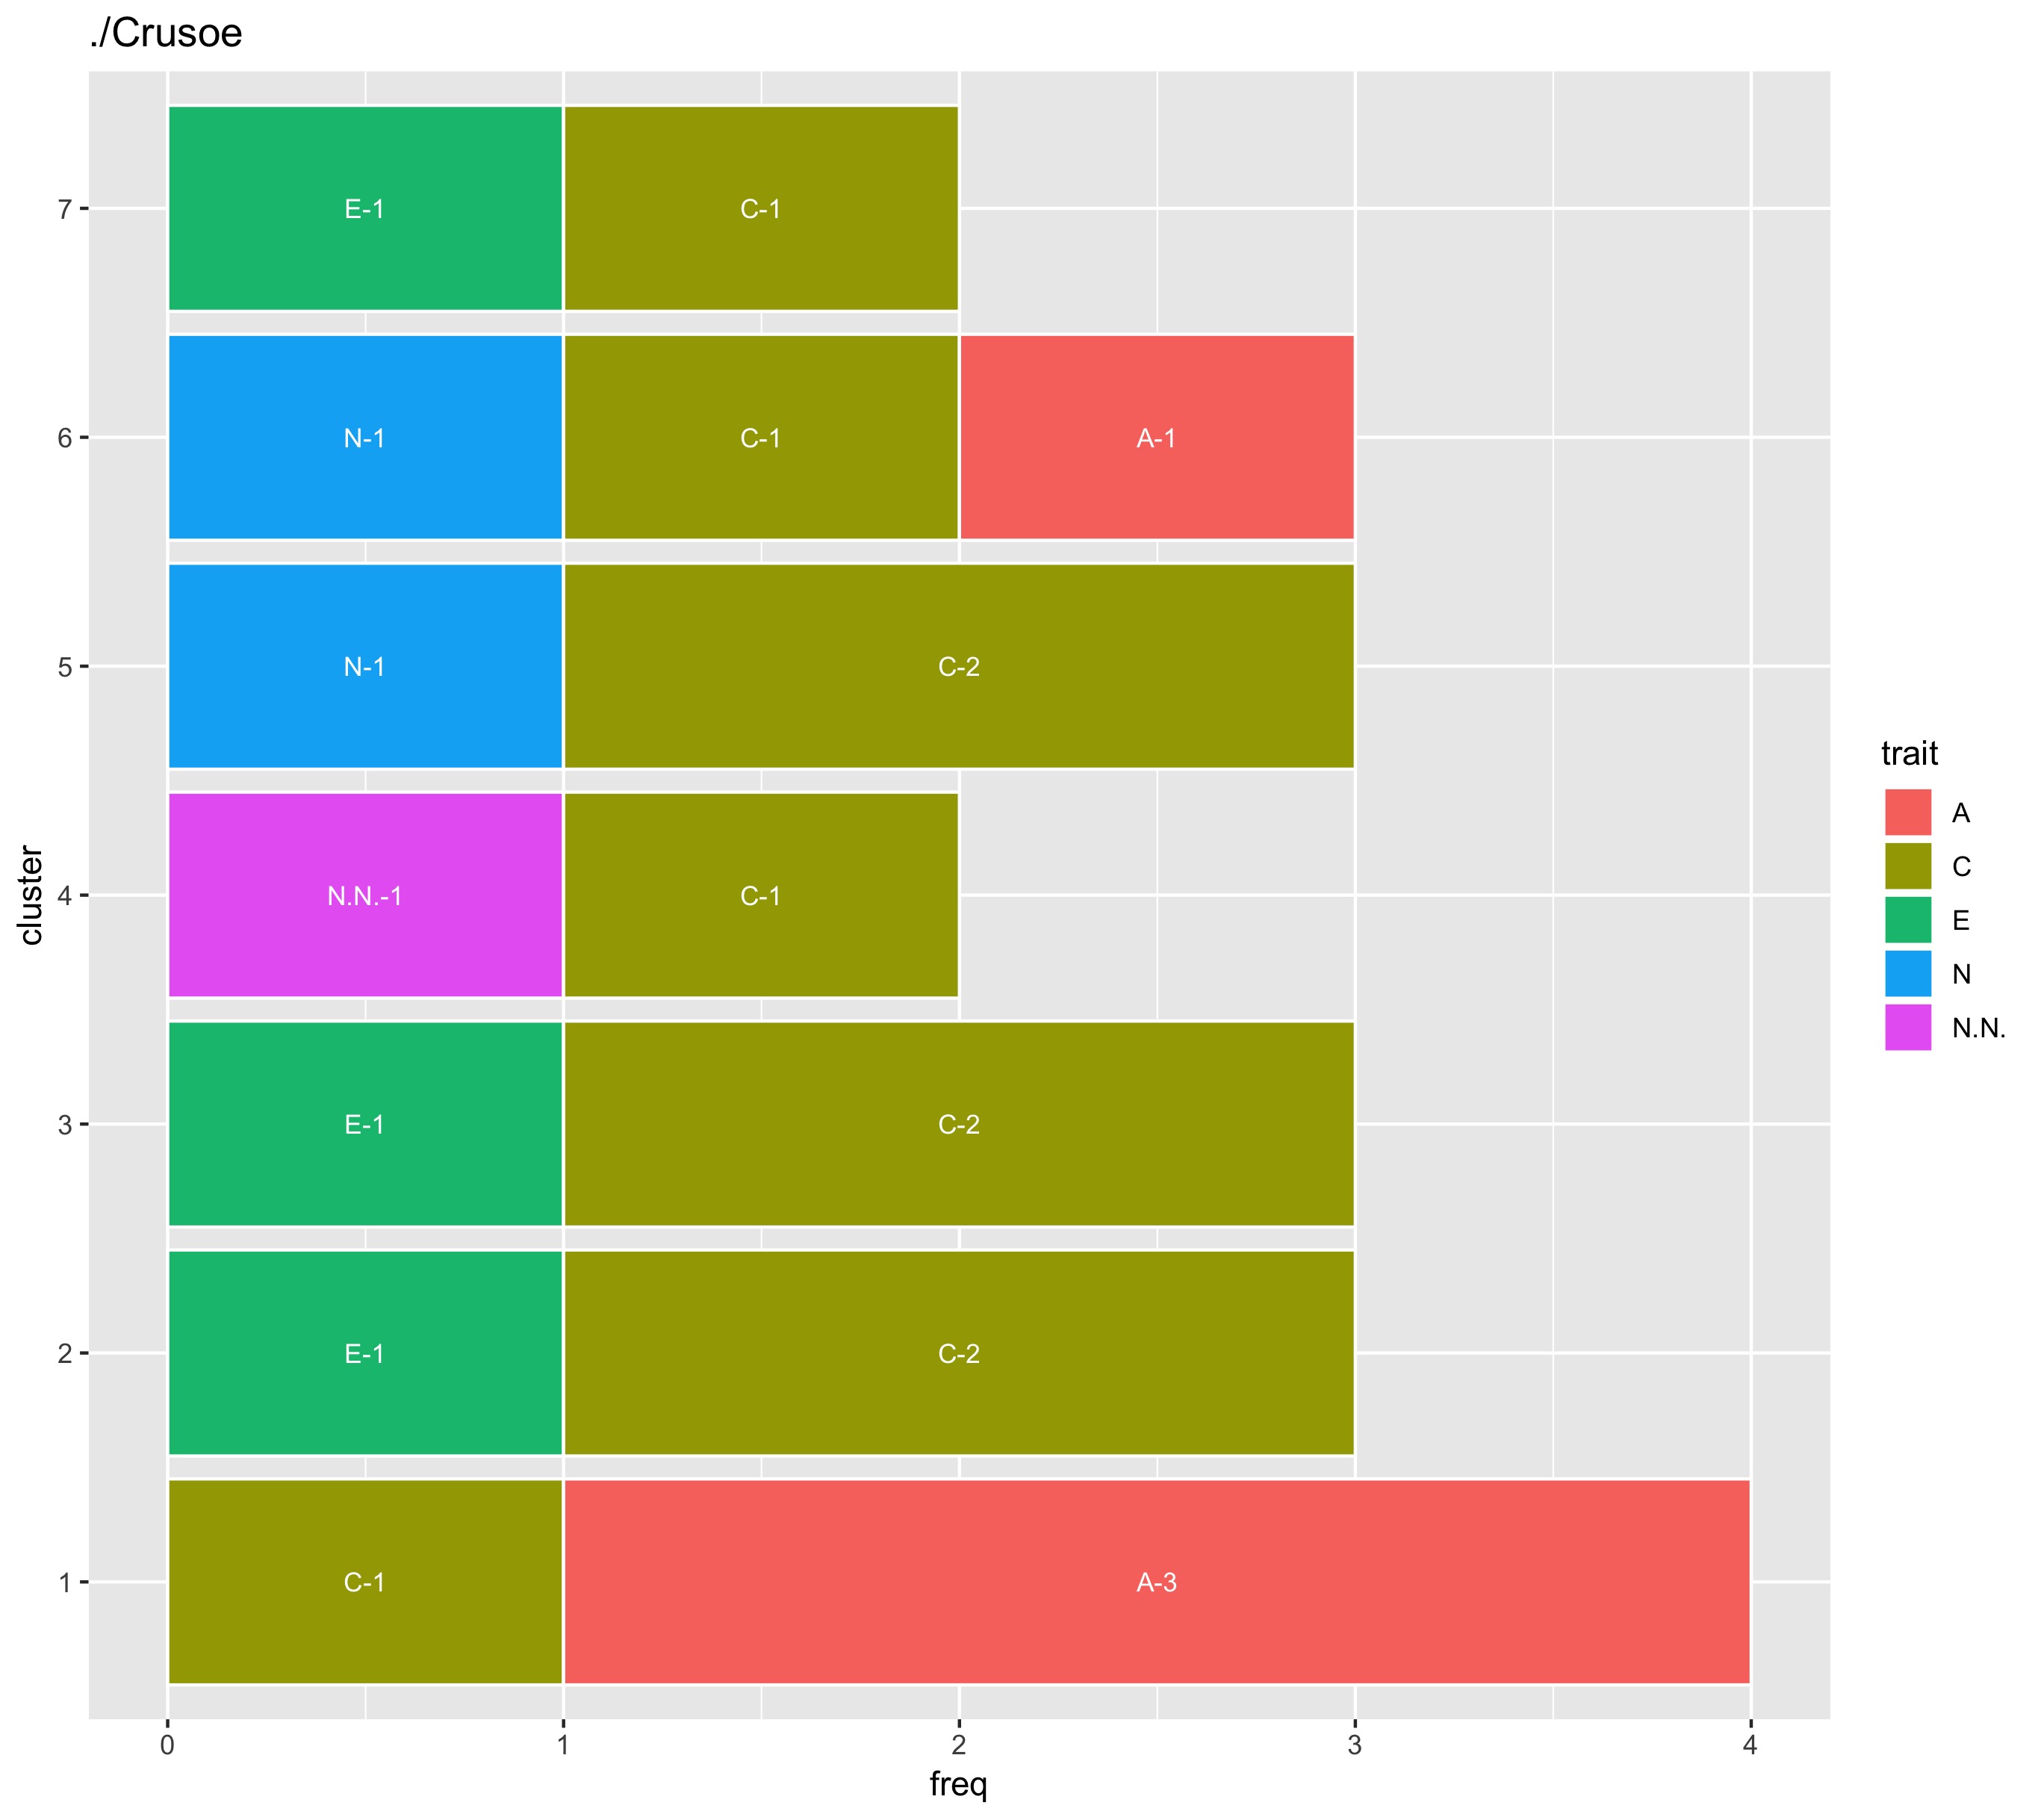 ./Crusoe
7
E-1
C-1
6
N-1
C-1
A-1
5
N-1
C-2
4
N.N.-1
C-1
3
E-1
C-2
2
E-1
C-2
1
C-1
A-3
cluster
0
1
2
3
4
freq
trait
A
C
E
N
N.N.